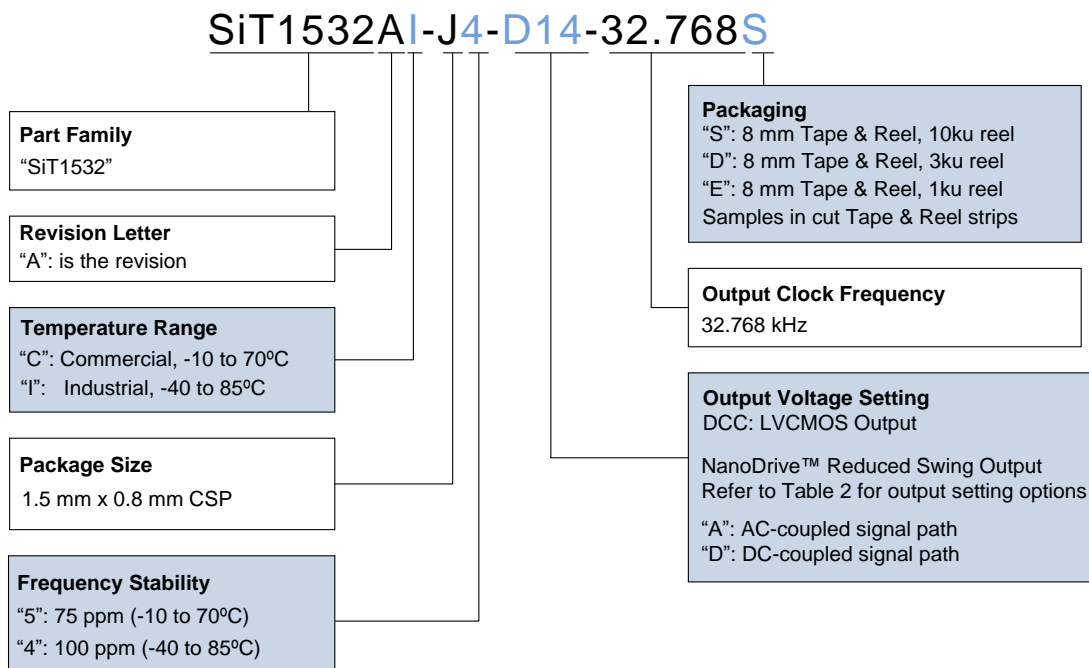 SiT1532AI-J4-D14-32.768S
Part Family
“SiT1532”
Revision Letter
“A”: is the revision
Temperature Range
“C”: Commercial, -10 to 70ºC
“I”: Industrial, -40 to 85ºC
Package Size
1.5 mm x 0.8 mm CSP
Frequency Stability
“5”: 75 ppm (-10 to 70ºC)
“4”: 100 ppm (-40 to 85ºC)
Packaging
“S”: 8 mm Tape & Reel, 10ku reel
“D”: 8 mm Tape & Reel, 3ku reel
“E”: 8 mm Tape & Reel, 1ku reel
Samples in cut Tape & Reel strips
Output Clock Frequency
32.768 kHz
Output Voltage Setting
DCC: LVCMOS Output
NanoDrive™ Reduced Swing Output
Refer to Table 2 for output setting options
“A”: AC-coupled signal path
“D”: DC-coupled signal path